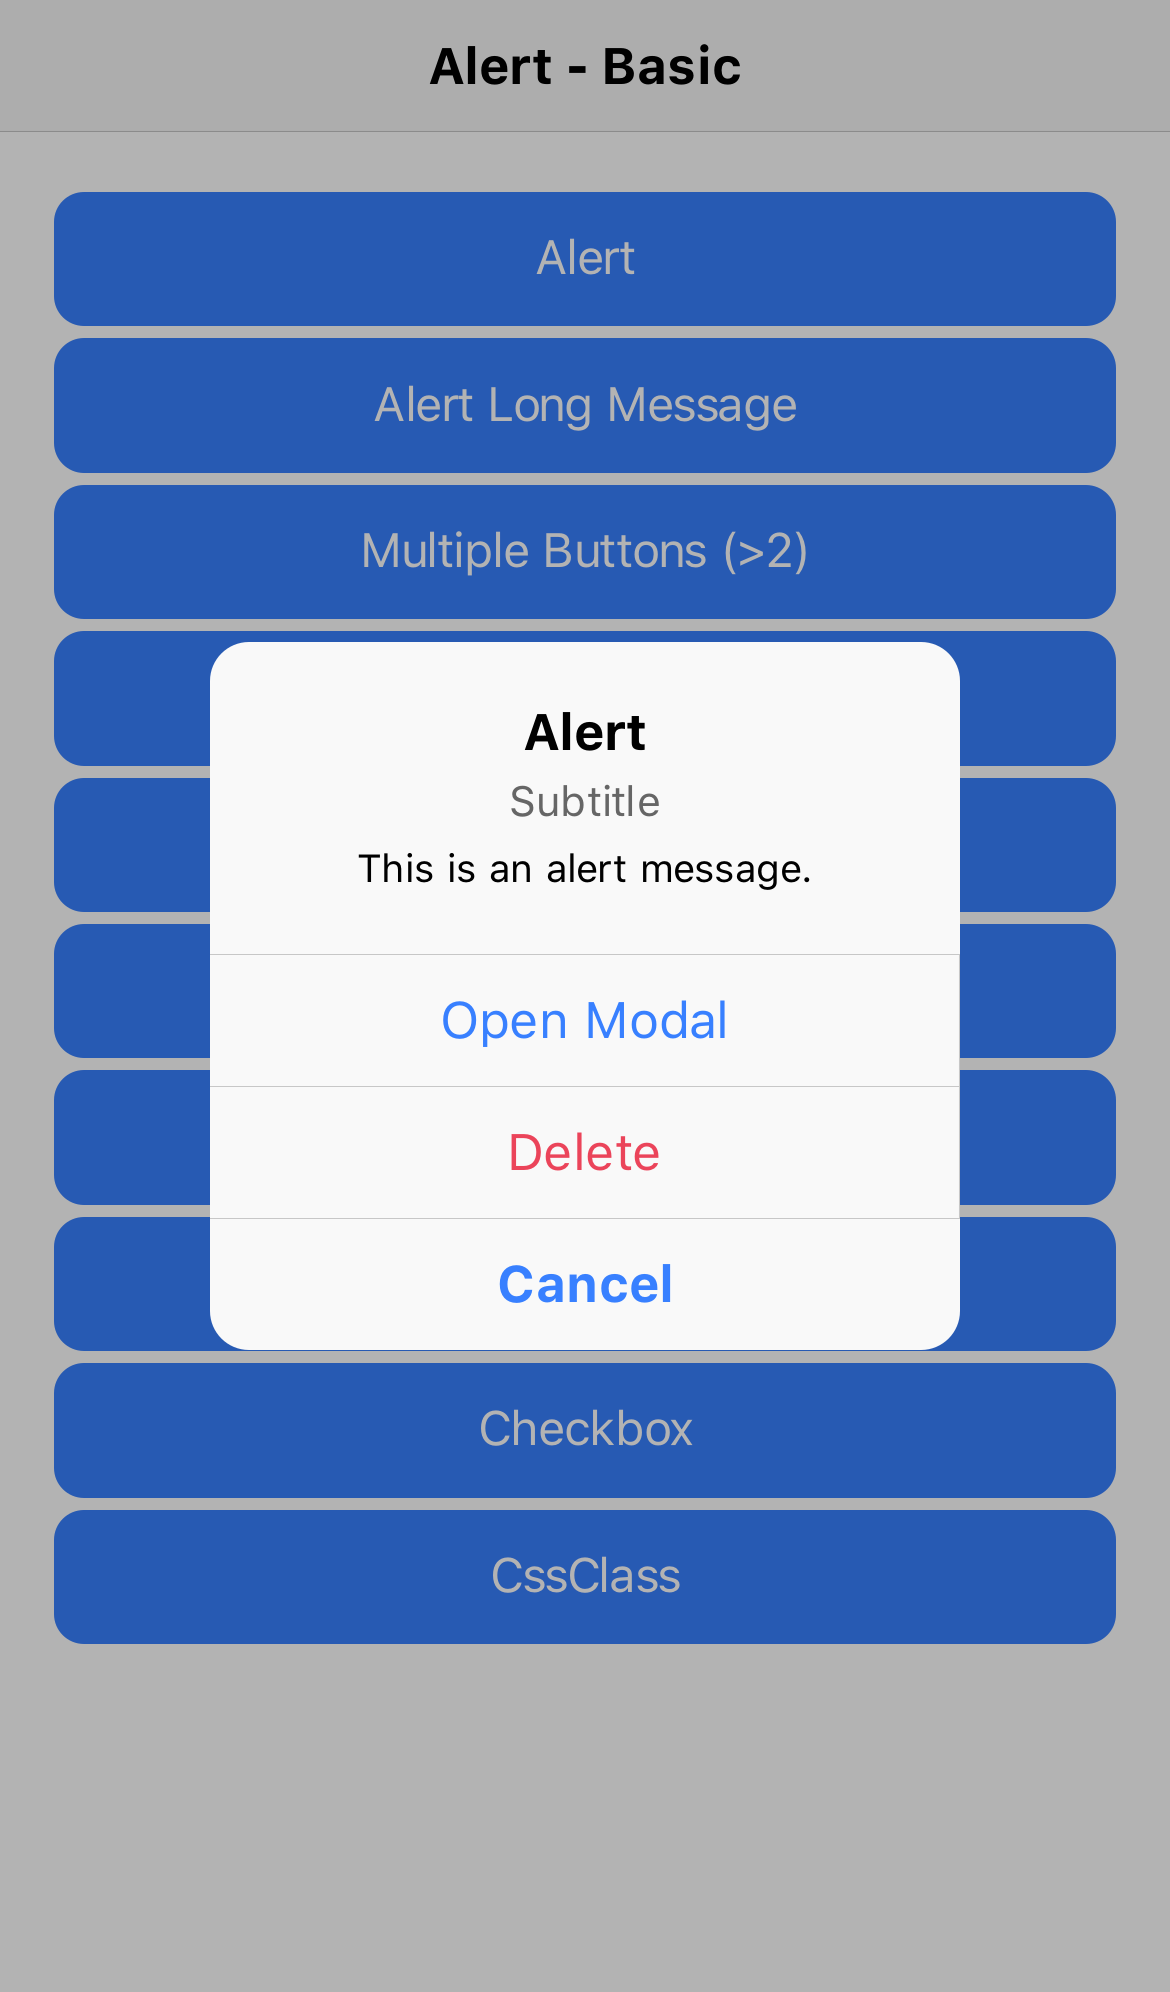 Alert - Basic
Alert
Alert Long Message
Multiple Buttons (>2)
Alert
Subtitle
This is an alert message.
Open Modal
Delete
Cancel
Checkbox
CssClass